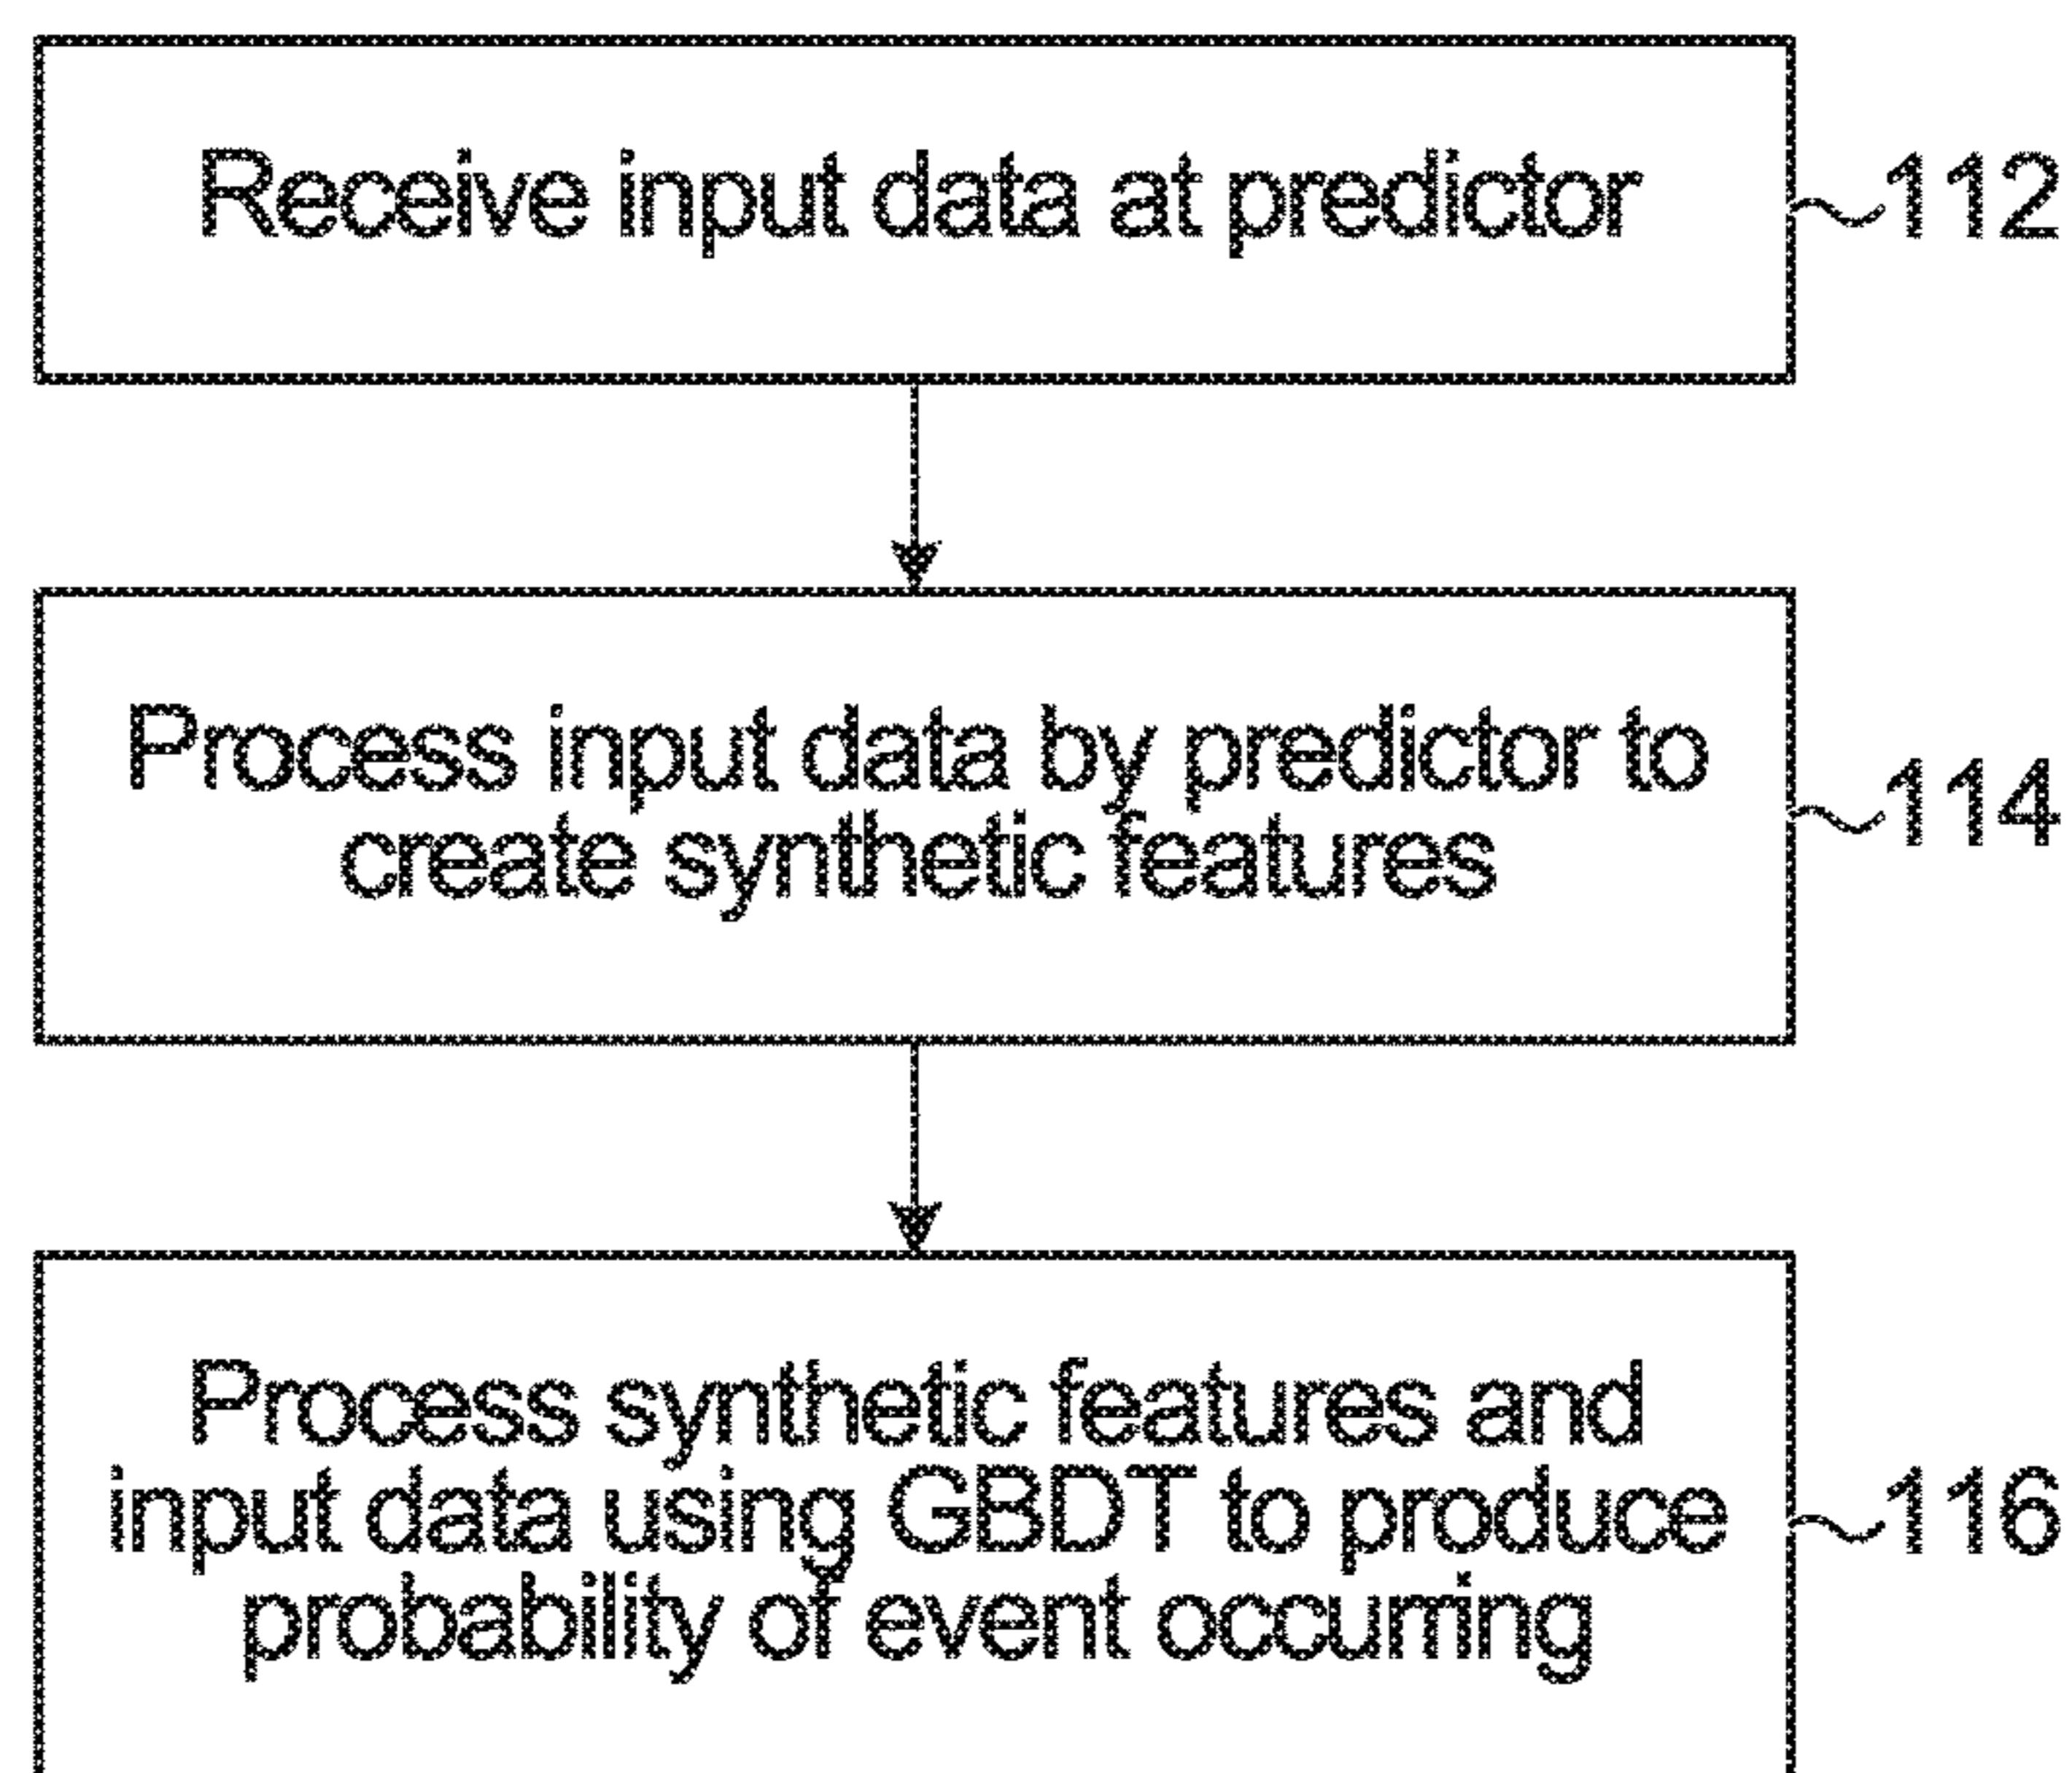 Receive input data at predictor
112
Process input data by predictor to
create synthetic features
114
Process synthetic features and
input data using GBDT to produce
probability of event occurring
116